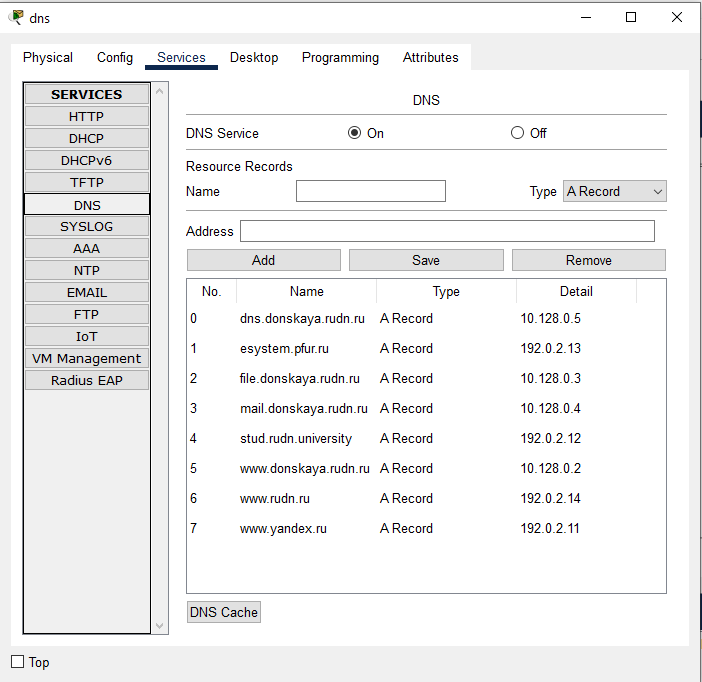 dns
Physical Config Services Desktop Programming Attributes
SERVICES
HTTP
DHCP
DHCPv6
TFTP
DNS
SYSLOG
AAA
NTP
EMAIL
FTP
IoT
VM Management
Radius EAP
DNS
DNS Service On Off
Resource Records
Name Type A Record
Address
Add Save Remove
No. Name Type Detail
0 dns.donskaya.rudn.ru A Record 10.128.0.5
1 esystem.pfur.ru A Record 192.0.2.13
2 file.donskaya.rudn.ru A Record 10.128.0.3
3 mail.donskaya.rudn.ru A Record 10.128.0.4
4 stud.rudn.university A Record 192.0.2.12
5 www.donskaya.rudn.ru A Record 10.128.0.2
6 www.rudn.ru A Record 192.0.2.14
7 www.yandex.ru A Record 192.0.2.11
DNS Cache
Top